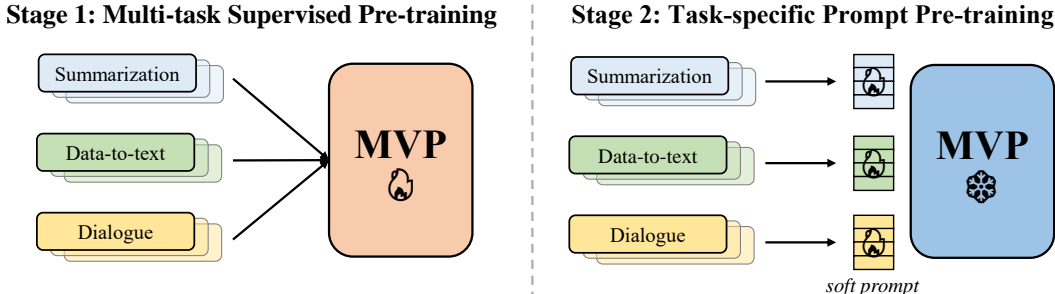 Stage 1: Multi-task Supervised Pre-training
Summarization
Data-to-text
Dialogue
MVP
Stage 2: Task-specific Prompt Pre-training
Summarization
Data-to-text
Dialogue
soft prompt
MVP